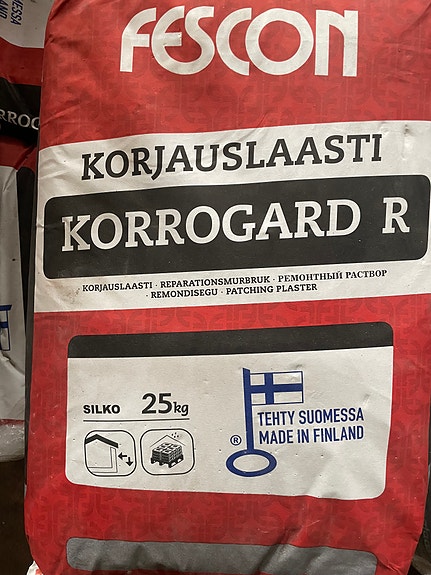 FESCON
KORJAUSLAASTI
KORROGARD R
· KORJAUSLAASTI · REPARATIONSMURBRUK · РЕМОНТНЫЙ РАСТВОР
· REMONDISEGU · PATCHING PLASTER
SILKO 25kg
® TEHTY SUOMESSA
MADE IN FINLAND